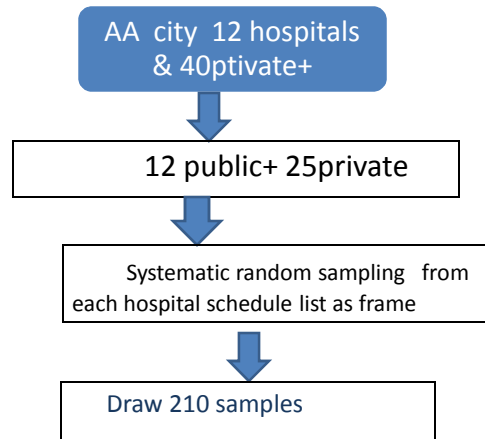 AA city 12 hospitals
& 40ptivate+
12 public+ 25private
Systematic random sampling from
each hospital schedule list as frame
Draw 210 samples